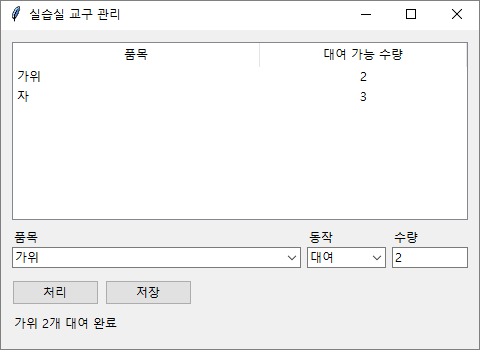 실습실 교구 관리
품목 대여 가능 수량
가위 2
자 3
품목 동작 수량
가위 대여 2
처리 저장
가위 2개 대여 완료